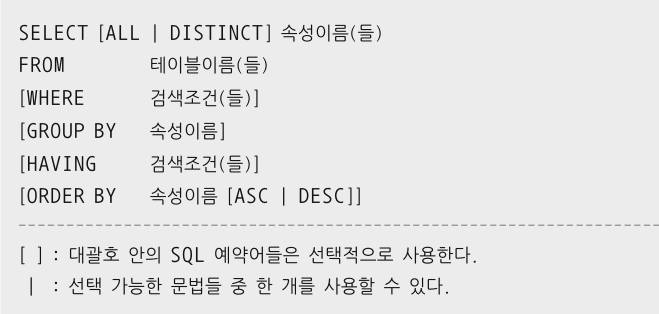 SELECT [ALL | DISTINCT] 속성이름(들)
FROM 테이블이름(들)
[WHERE 검색조건(들)]
[GROUP BY 속성이름]
[HAVING 검색조건(들)]
[ORDER BY 속성이름 [ASC | DESC]]
[ ] : 대괄호 안의 SQL 예약어들은 선택적으로 사용한다.
| : 선택 가능한 문법들 중 한 개를 사용할 수 있다.